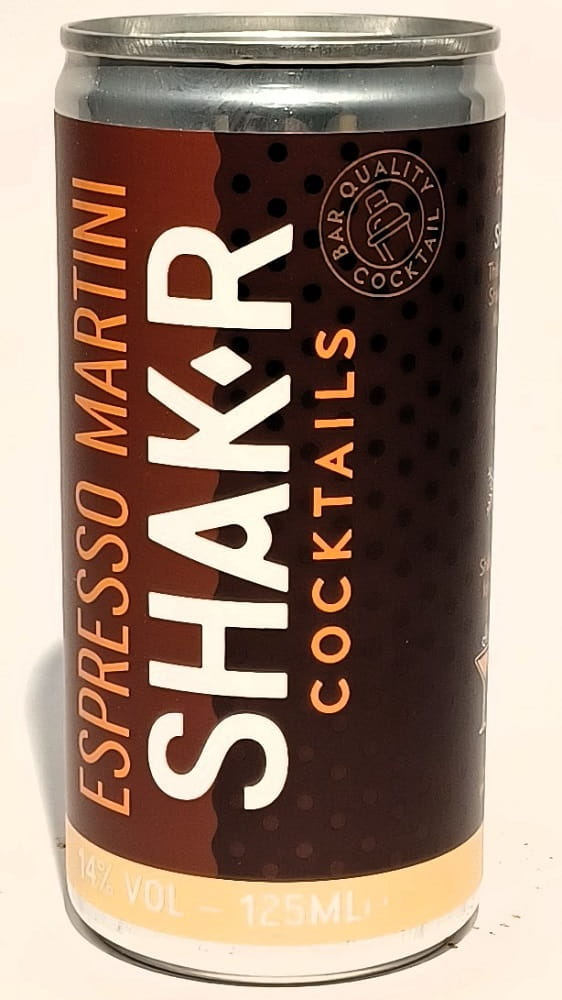 ESPRESSO MARTINI
SHAK◆R
COCKTAILS
BAR QUALITY
COCKTAIL
14% VOL – 125ML